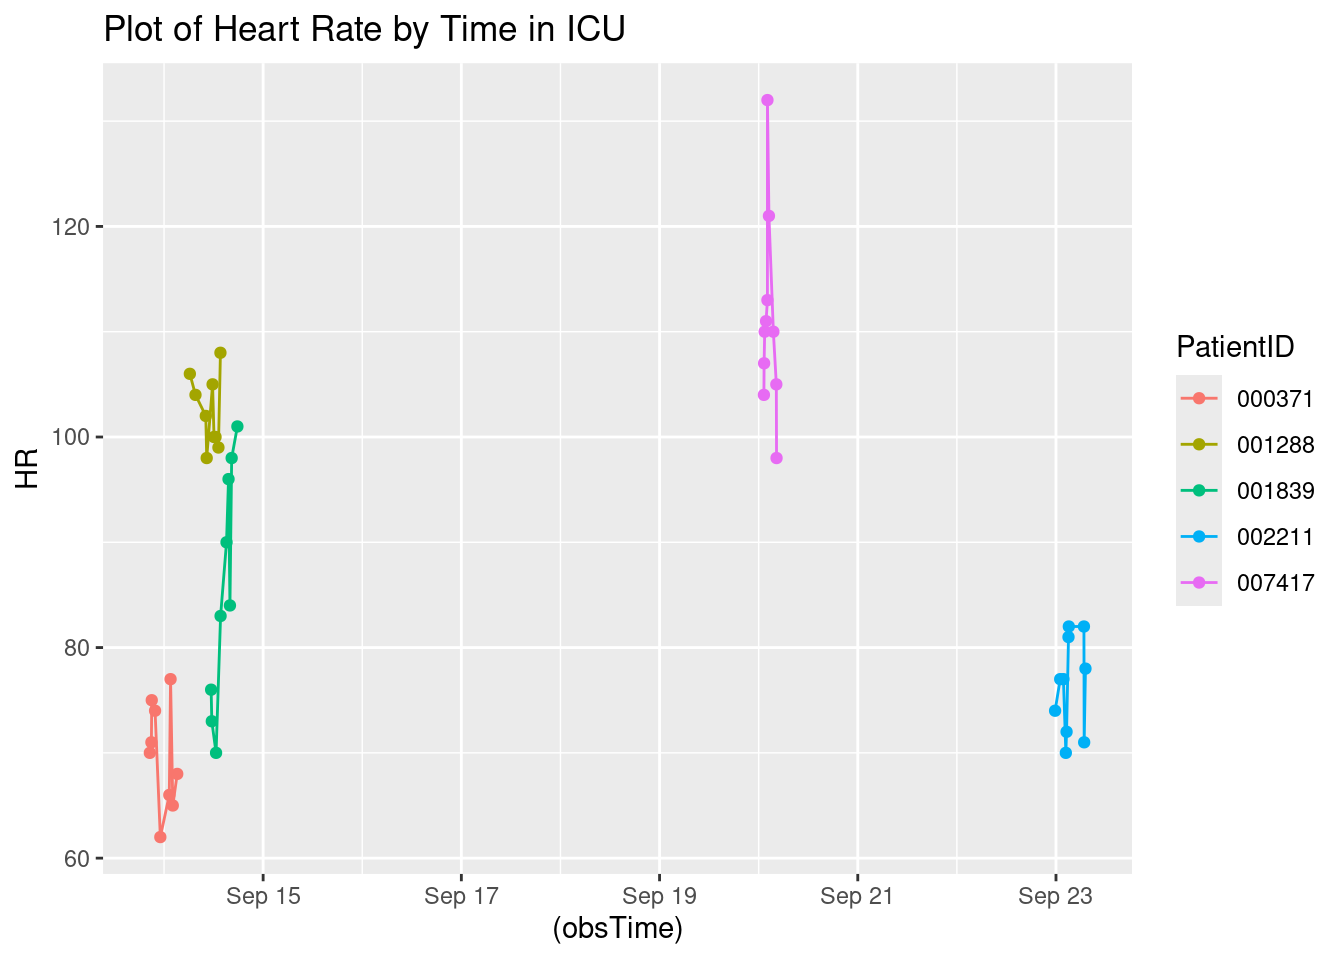 Plot of Heart Rate by Time in ICU
HR
120
100
80
60
Sep 15 Sep 17 Sep 19 Sep 21 Sep 23
(obsTime)
PatientID
000371
001288
001839
002211
007417